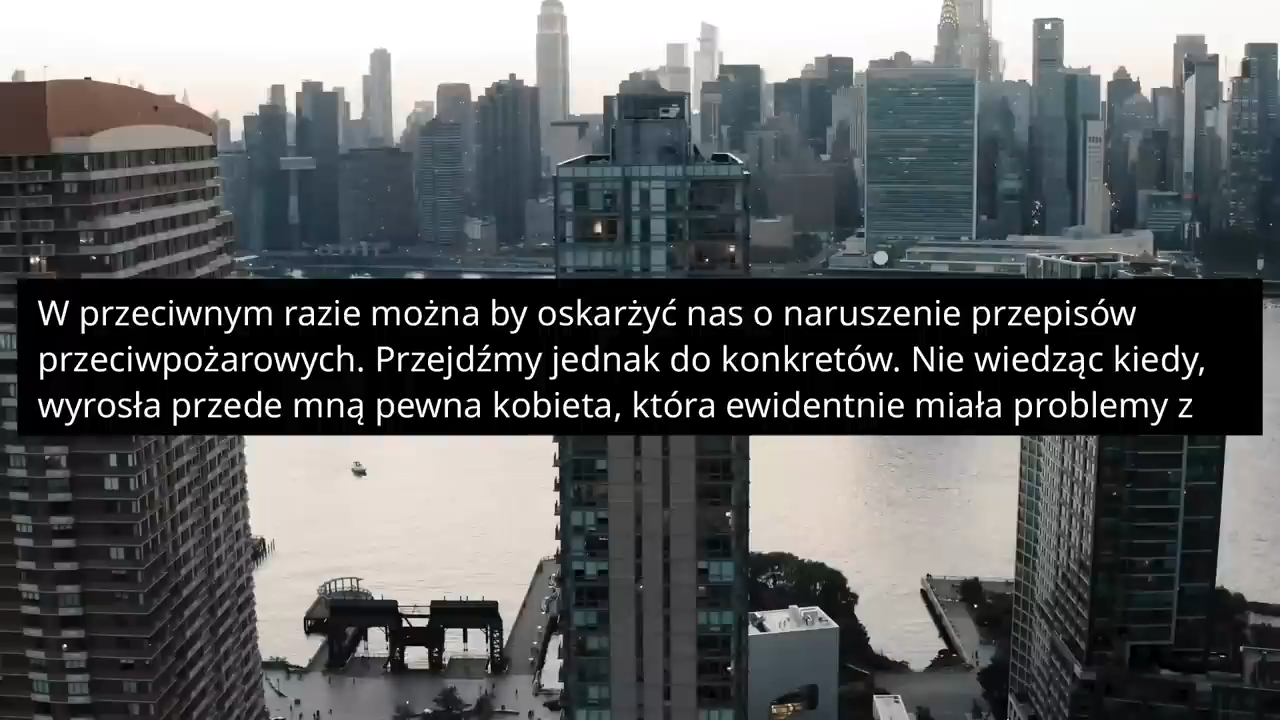 W przeciwnym razie można by oskarżyć nas o naruszenie przepisów
przeciwpożarowych. Przejdźmy jednak do konkretów. Nie wiedząc kiedy,
wyrosła przede mną pewna kobieta, która ewidentnie miała problemy z